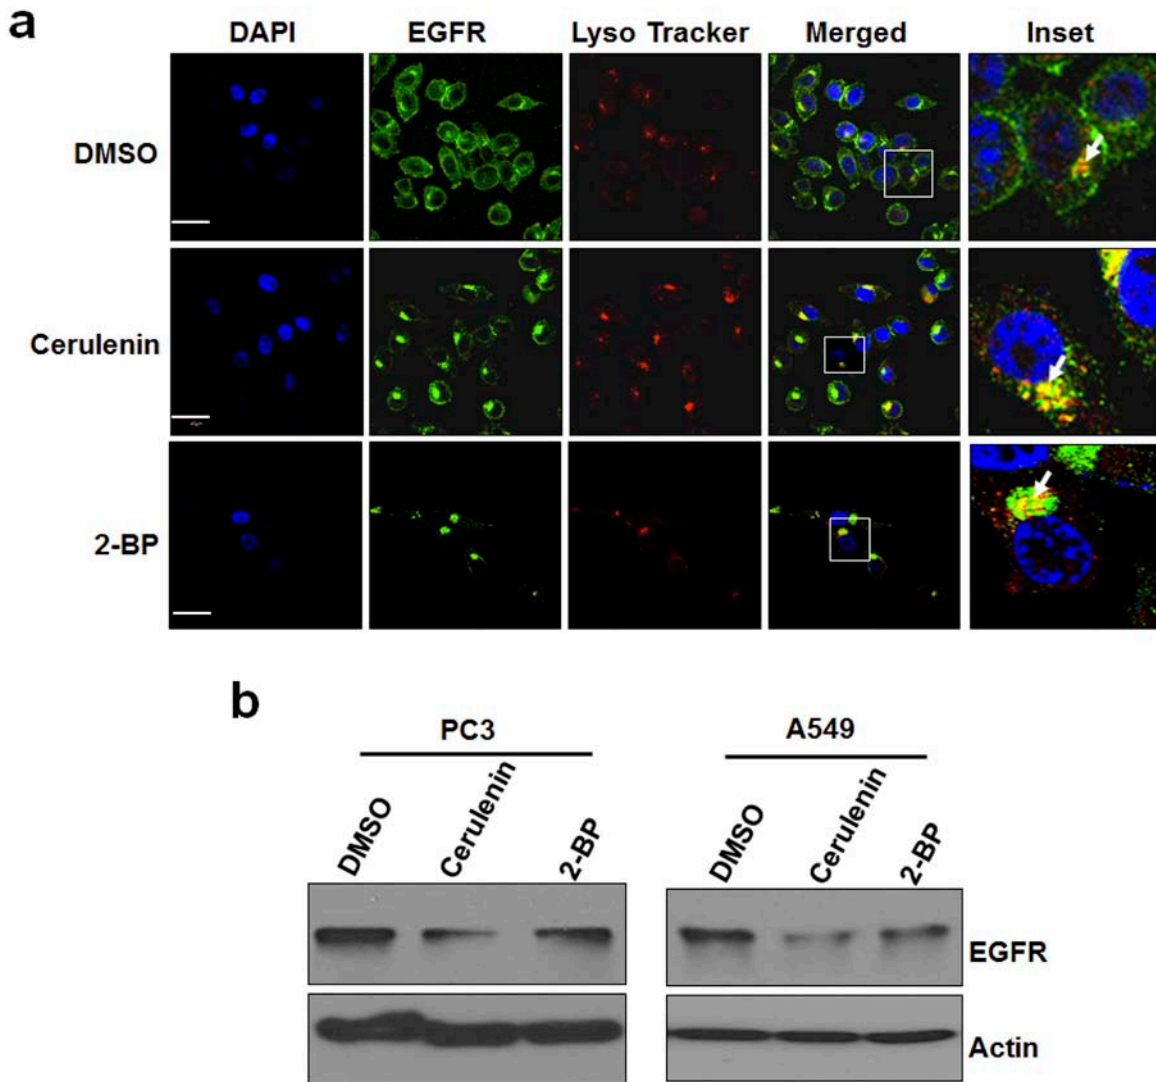 a
DAPI EGFR Lyso Tracker Merged Inset
DMSO
Cerulenin
2-BP
b
PC3 A549
DMSO Cerulenin 2-BP DMSO Cerulenin 2-BP
EGFR
Actin